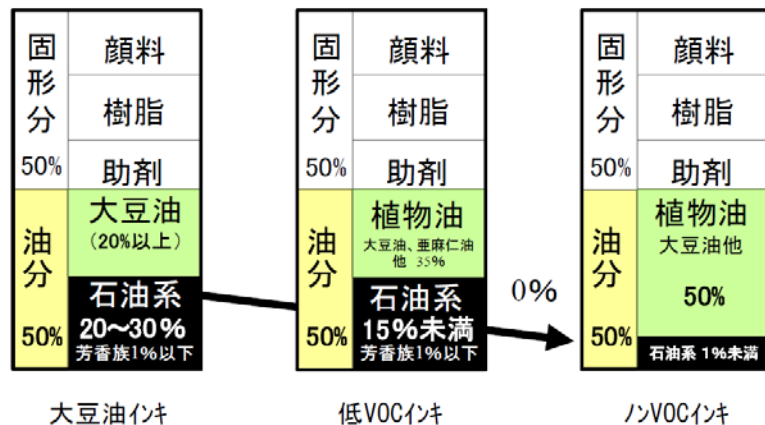 固形分
50%
顔料
樹脂
助剤
油分
50%
大豆油
(20%以上)
石油系
20~30%
芳香族1%以下
大豆油インキ
固形分
50%
顔料
樹脂
助剤
油分
50%
植物油
大豆油、亜麻仁油
他 35%
石油系
15%未満
芳香族1%以下
低VOCインキ
0%
固形分
50%
顔料
樹脂
助剤
油分
50%
植物油
大豆油他
50%
石油系 1%未満
ノンVOCインキ